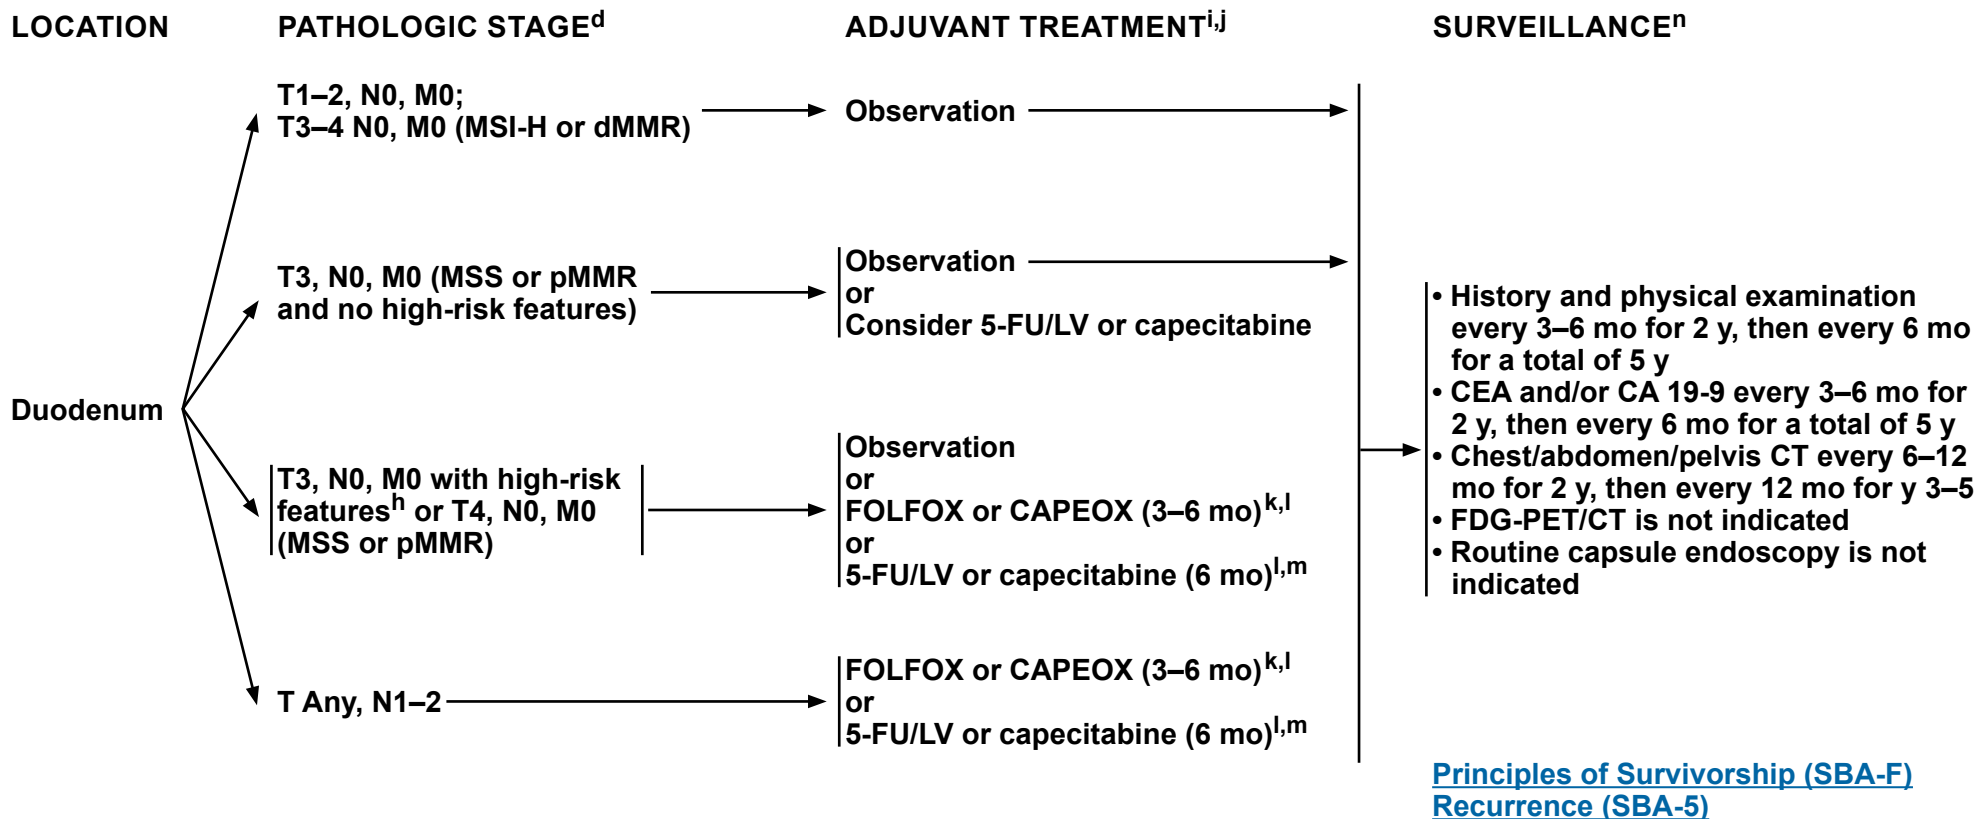 LOCATION
PATHOLOGIC STAGEd
ADJUVANT TREATMENTi,j
SURVEILLANCEn
Duodenum
T1–2, N0, M0;
T3–4 N0, M0 (MSI-H or dMMR)
Observation
T3, N0, M0 (MSS or pMMR
and no high-risk features)
Observation
or
Consider 5-FU/LV or capecitabine
T3, N0, M0 with high-risk
featuresh or T4, N0, M0
(MSS or pMMR)
Observation
or
FOLFOX or CAPEOX (3–6 mo)k,l
or
5-FU/LV or capecitabine (6 mo)l,m
T Any, N1–2
FOLFOX or CAPEOX (3–6 mo)k,l
or
5-FU/LV or capecitabine (6 mo)l,m
• History and physical examination
every 3–6 mo for 2 y, then every 6 mo
for a total of 5 y
• CEA and/or CA 19-9 every 3–6 mo for
2 y, then every 6 mo for a total of 5 y
• Chest/abdomen/pelvis CT every 6–12
mo for 2 y, then every 12 mo for y 3–5
• FDG-PET/CT is not indicated
• Routine capsule endoscopy is not
indicated
Principles of Survivorship (SBA-F)
Recurrence (SBA-5)